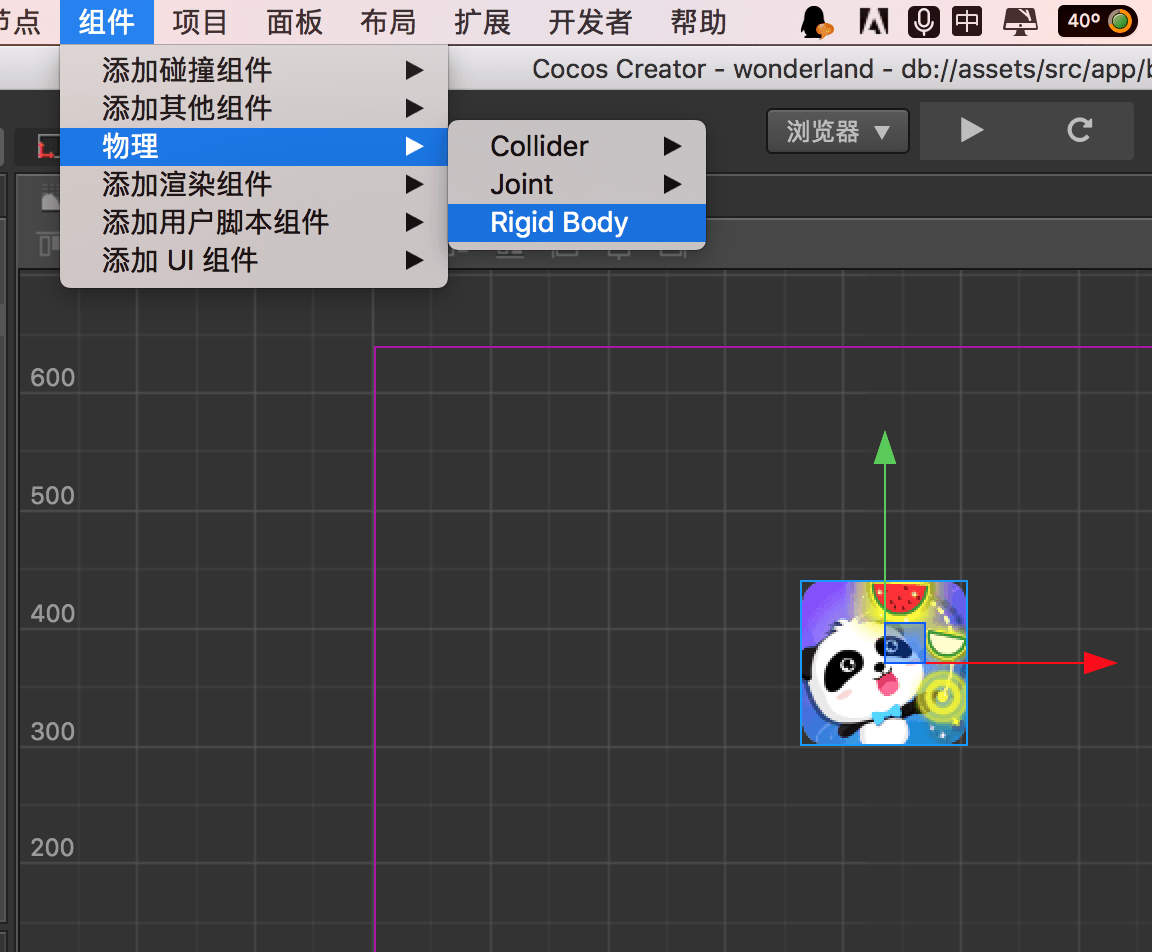 节点 组件 项目 面板 布局 扩展 开发者 帮助 中 40º
Cocos Creator - wonderland - db://assets/src/app/b
添加碰撞组件
添加其他组件
物理
添加渲染组件
添加用户脚本组件
添加 UI 组件
Collider
Joint
Rigid Body
浏览器
600
500
400
300
200